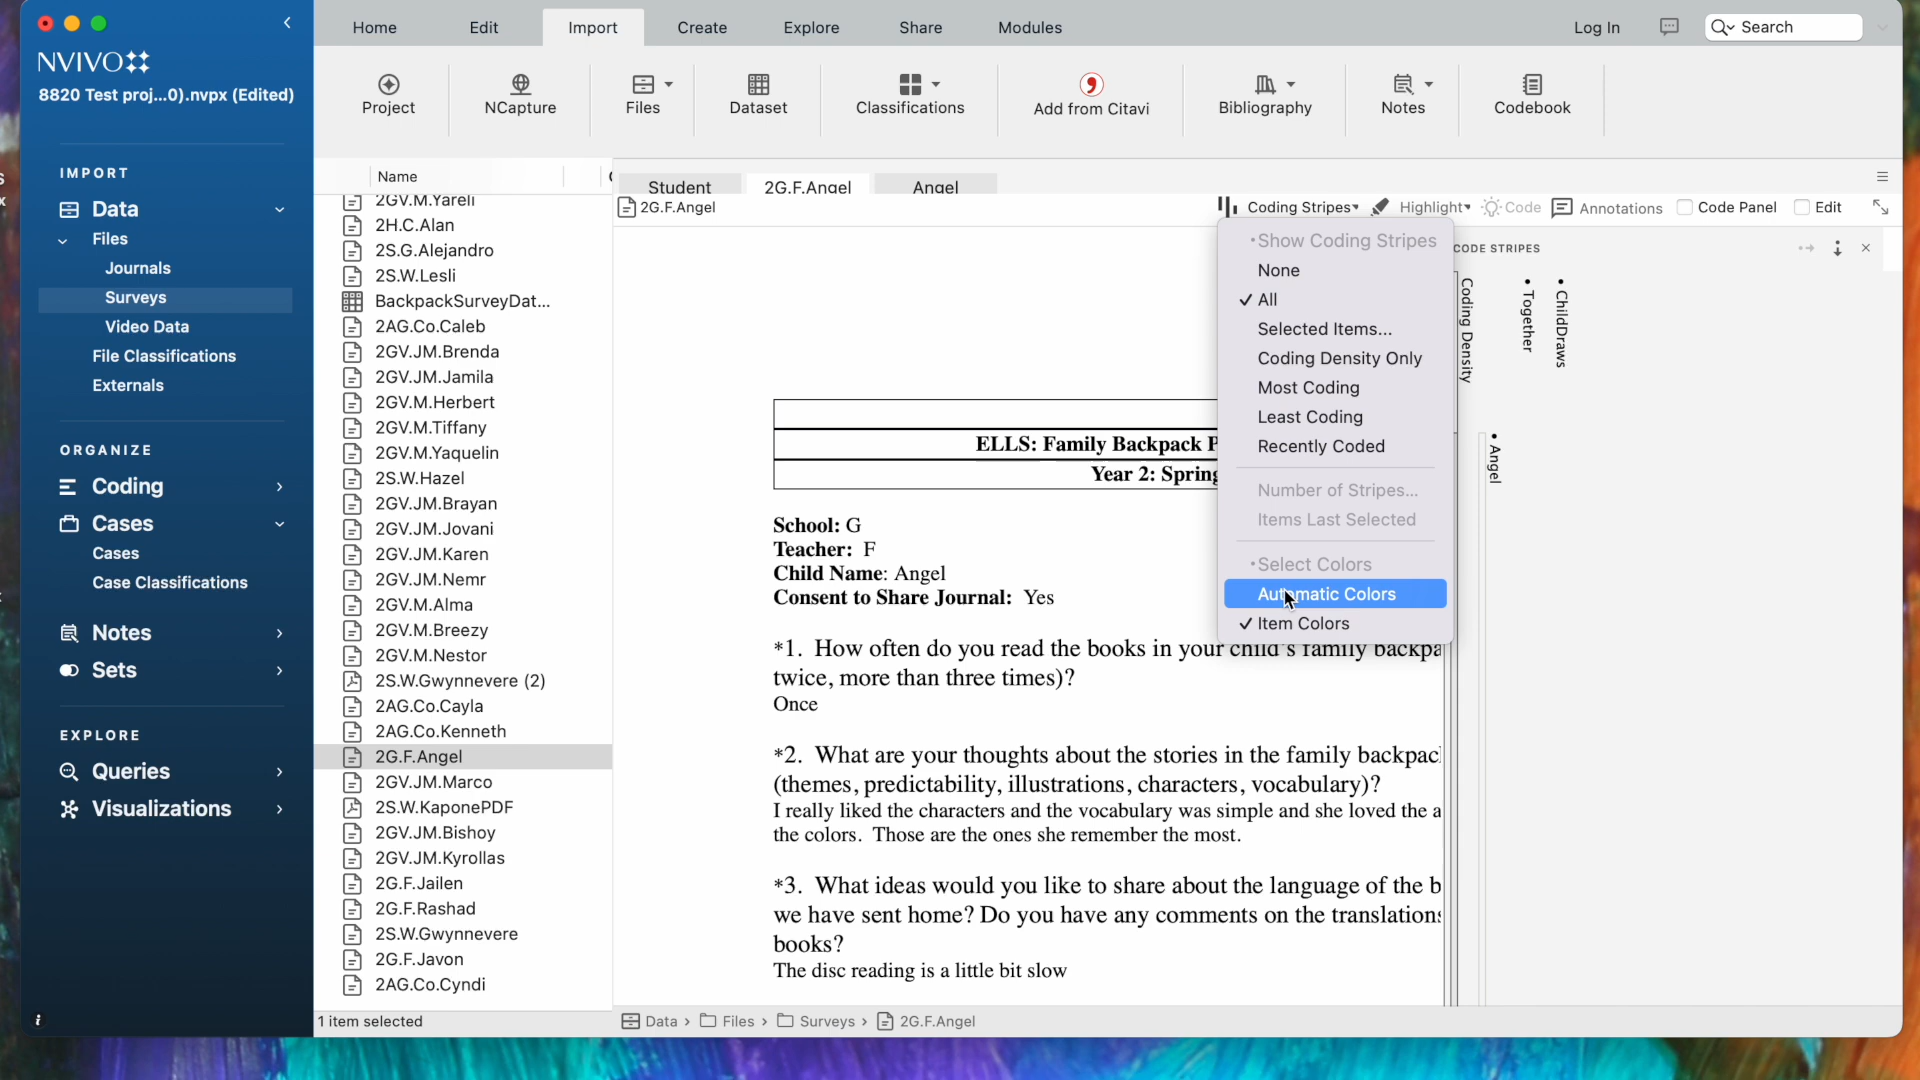 Home
Edit
Import
Create
Explore
Share
Modules
Log In
Search
NVIVO
8820 Test proj...0).nvpx (Edited)
Project
NCapture
Files
Dataset
Classifications
Add from Citavi
Bibliography
Notes
Codebook
IMPORT
Data
Files
Journals
Surveys
Video Data
File Classifications
Externals
ORGANIZE
Coding
Cases
Cases
Case Classifications
Notes
Sets
EXPLORE
Queries
Visualizations
Name
2GV.M.Yareli
2H.C.Alan
2S.G.Alejandro
2S.W.Lesli
BackpackSurveyDat...
2AG.Co.Caleb
2GV.JM.Brenda
2GV.JM.Jamila
2GV.M.Herbert
2GV.M.Tiffany
2GV.M.Yaquelin
2S.W.Hazel
2GV.JM.Brayan
2GV.JM.Jovani
2GV.JM.Karen
2GV.JM.Nemr
2GV.M.Alma
2GV.M.Breezy
2GV.M.Nestor
2S.W.Gwynnevere (2)
2AG.Co.Cayla
2AG.Co.Kenneth
2G.F.Angel
2GV.JM.Marco
2S.W.KaponePDF
2GV.JM.Bishoy
2GV.JM.Kyrollas
2G.F.Jailen
2G.F.Rashad
2S.W.Gwynnevere
2G.F.Javon
2AG.Co.Cyndi
1 item selected
Student
2G.F.Angel
Angel
2G.F.Angel
Coding Stripes
Highlight
Code
Annotations
Code Panel
Edit
•Show Coding Stripes
None
✓ All
Selected Items...
Coding Density Only
Most Coding
Least Coding
Recently Coded
Number of Stripes...
Items Last Selected
•Select Colors
Automatic Colors
✓ Item Colors
CODE STRIPES
Coding Density
• Angel
• Together
• ChildDraws
ELLS: Family Backpack P
Year 2: Spring
School: G
Teacher: F
Child Name: Angel
Consent to Share Journal: Yes
*1. How often do you read the books in your child's family backpa
twice, more than three times)?
Once
*2. What are your thoughts about the stories in the family backpac
(themes, predictability, illustrations, characters, vocabulary)?
I really liked the characters and the vocabulary was simple and she loved the a
the colors. Those are the ones she remember the most.
*3. What ideas would you like to share about the language of the b
we have sent home? Do you have any comments on the translations
books?
The disc reading is a little bit slow
Data › Files › Surveys › 2G.F.Angel